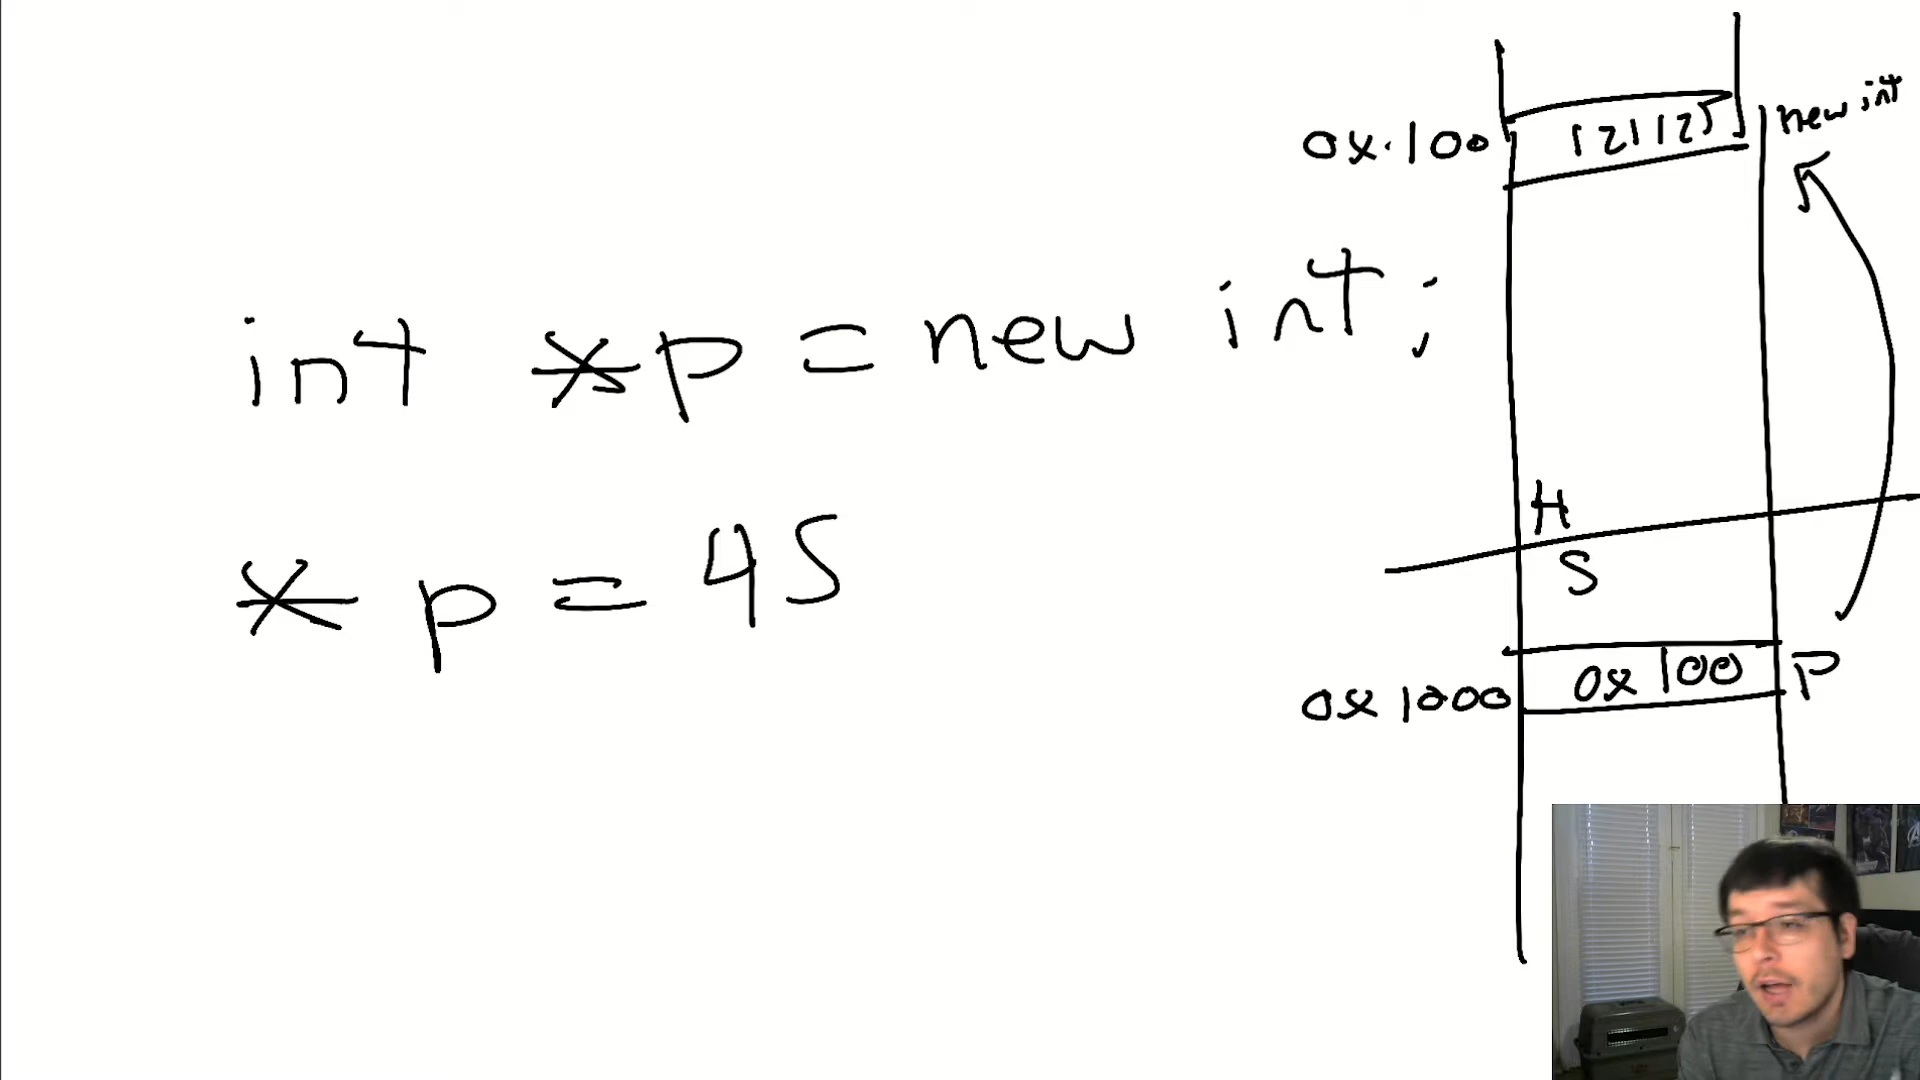 int *p = new int;
*p = 45
0x100
121125
new int
H
S
0x1000
0x100
P